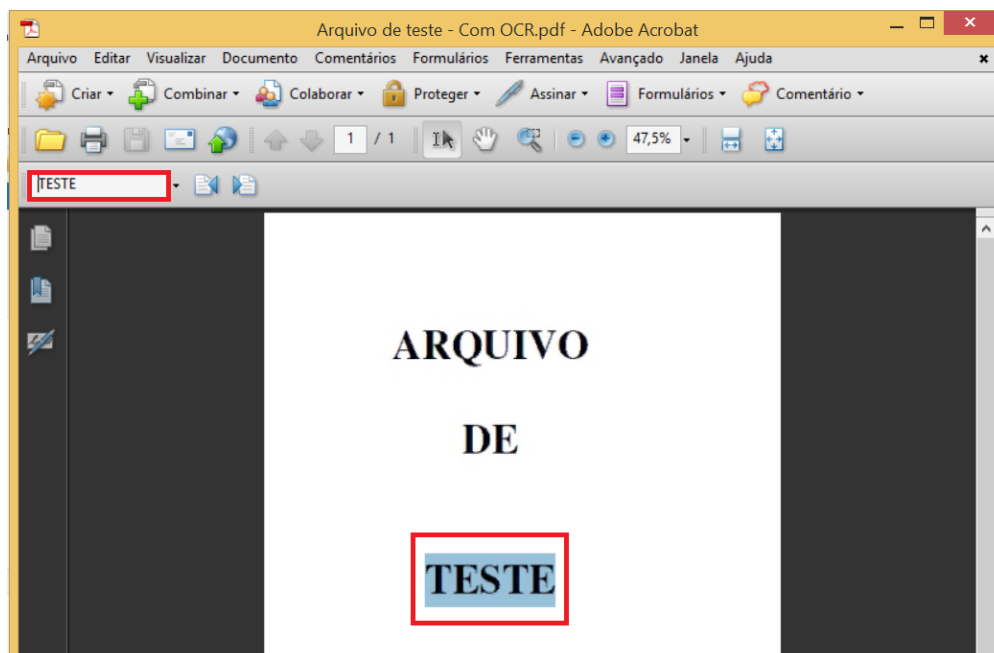 Arquivo de teste - Com OCR.pdf - Adobe Acrobat
Arquivo Editar Visualizar Documento Comentários Formulários Ferramentas Avançado Janela Ajuda
Criar Combinar Colaborar Proteger Assinar Formulários Comentário
1 / 1 47,5%
TESTE
ARQUIVO
DE
TESTE